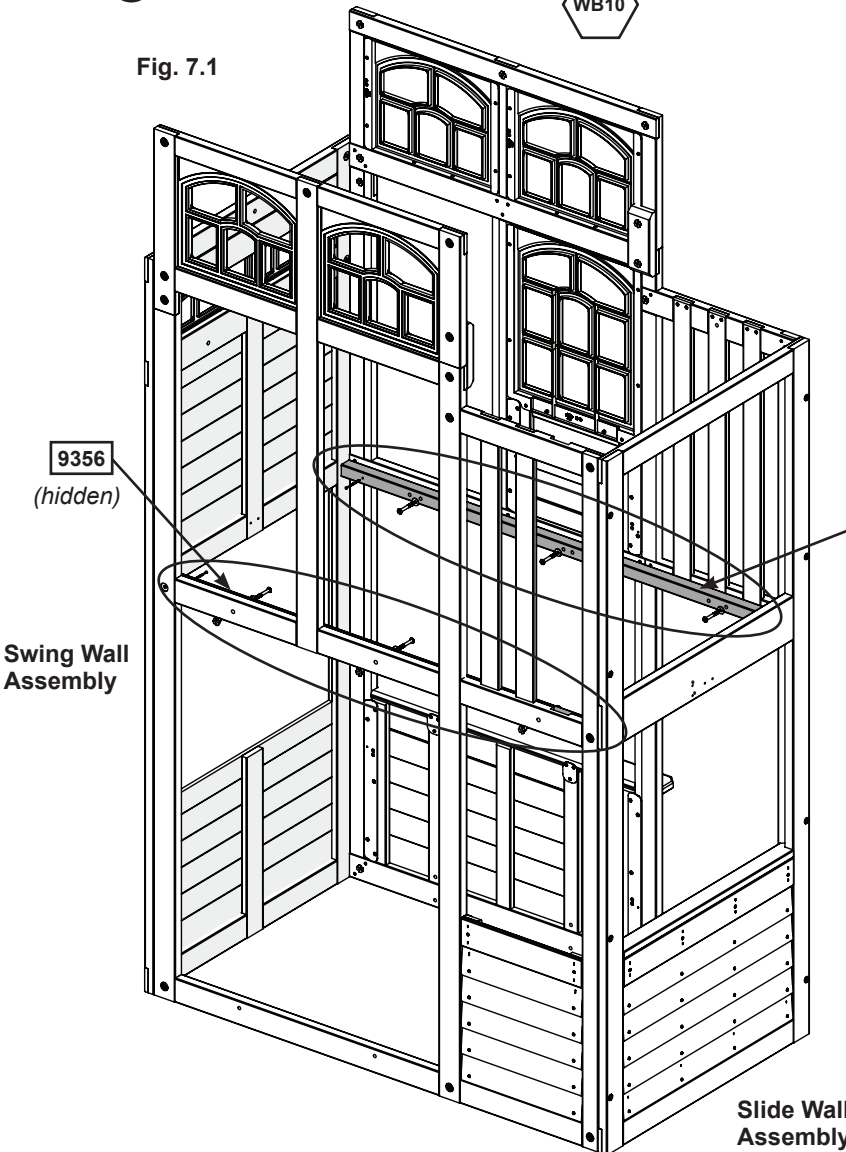 WB10
Fig. 7.1
9356
(hidden)
Swing Wall
Assembly
Slide Wall
Assembly